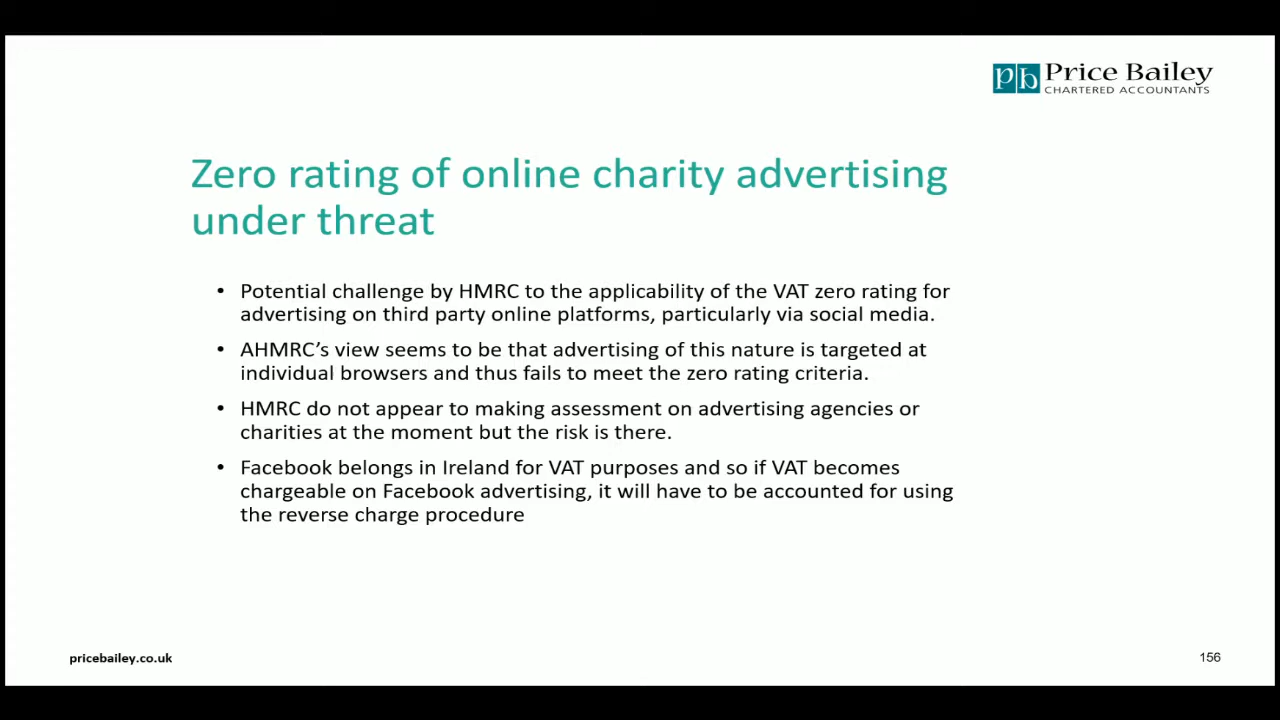 pb Price Bailey
CHARTERED ACCOUNTANTS
Zero rating of online charity advertising
under threat
• Potential challenge by HMRC to the applicability of the VAT zero rating for
advertising on third party online platforms, particularly via social media.
• AHMRC's view seems to be that advertising of this nature is targeted at
individual browsers and thus fails to meet the zero rating criteria.
• HMRC do not appear to making assessment on advertising agencies or
charities at the moment but the risk is there.
• Facebook belongs in Ireland for VAT purposes and so if VAT becomes
chargeable on Facebook advertising, it will have to be accounted for using
the reverse charge procedure
pricebailey.co.uk
156